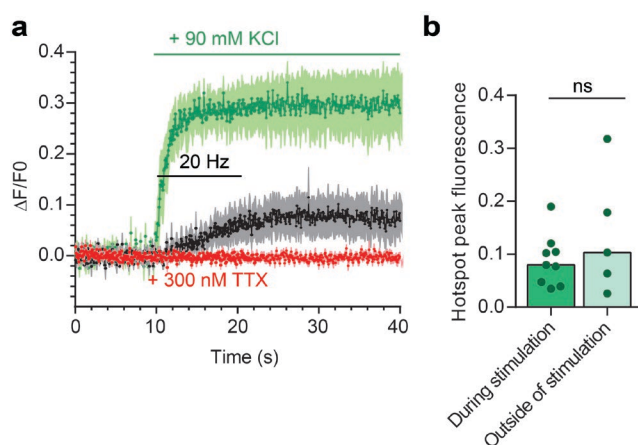 a
+ 90 mM KCl
0.4
0.3
0.2
0.1
0.0
ΔF/F0
20 Hz
+ 300 nM TTX
0
10
20
30
40
Time (s)
b
ns
0.4
0.3
0.2
0.1
0.0
Hotspot peak fluorescence
During stimulation
Outside of stimulation